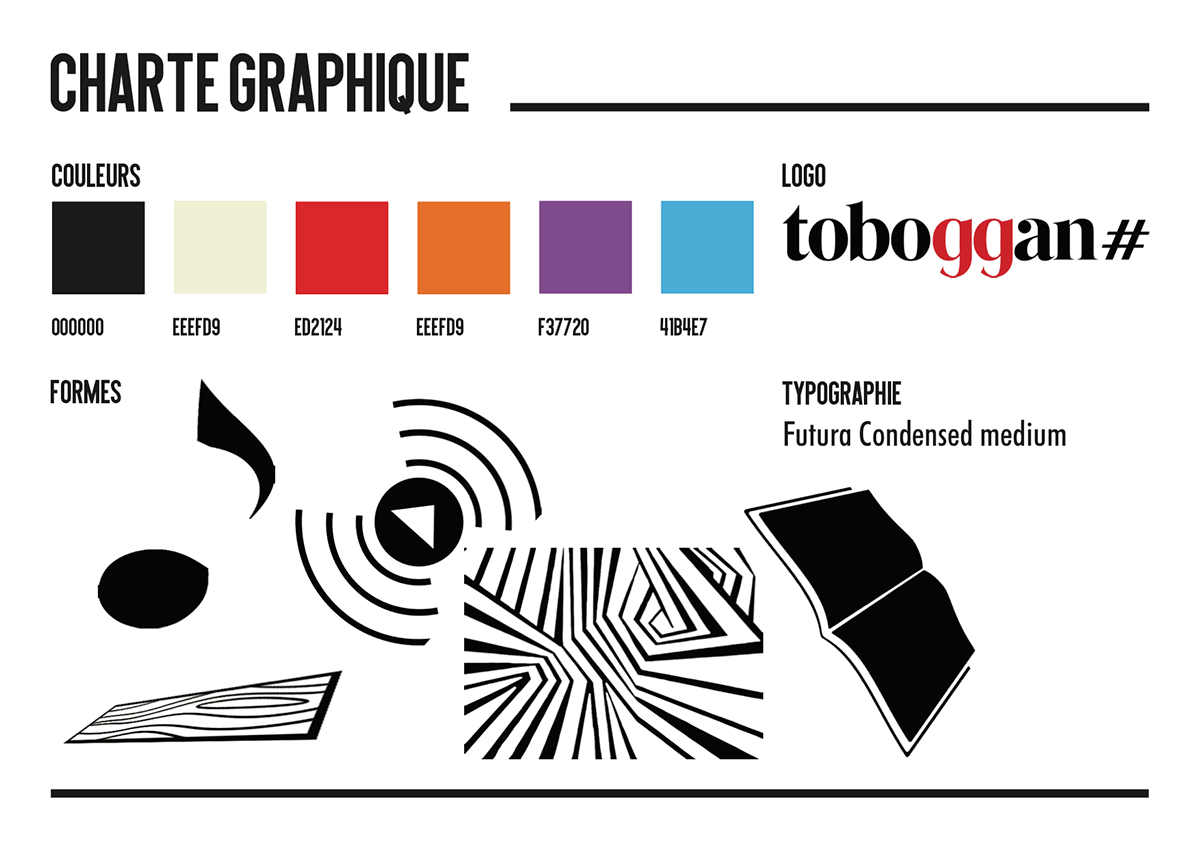 CHARTE GRAPHIQUE
COULEURS
000000 EEEFD9 ED2124 EEEFD9 F37720 41B4E7
LOGO
toboggan#
FORMES
TYPOGRAPHIE
Futura Condensed medium